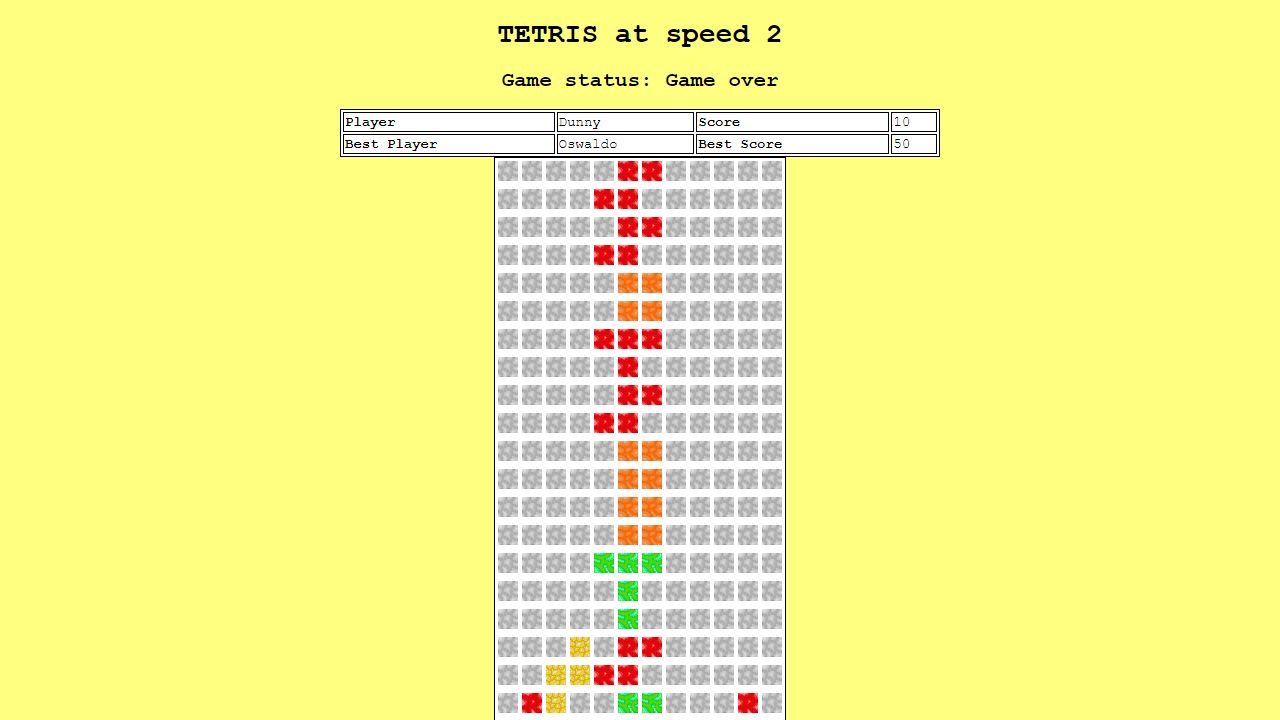 TETRIS at speed 2
Game status: Game over
Player Dunny Score 10
Best Player Oswaldo Best Score 50